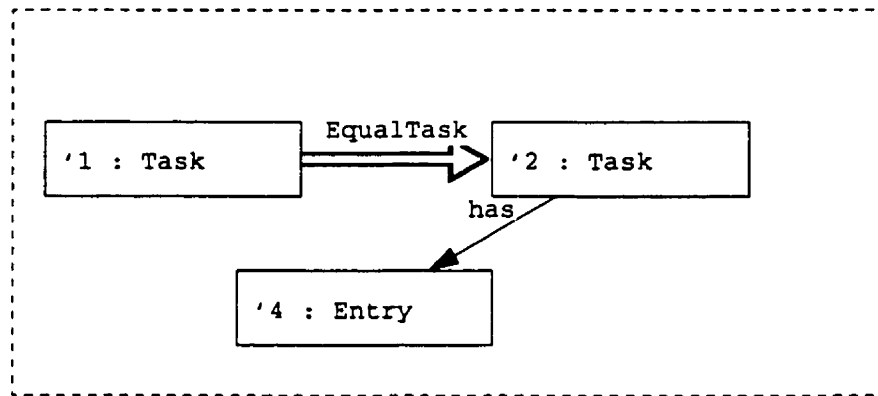 EqualTask
'1 : Task
'2 : Task
has
'4 : Entry